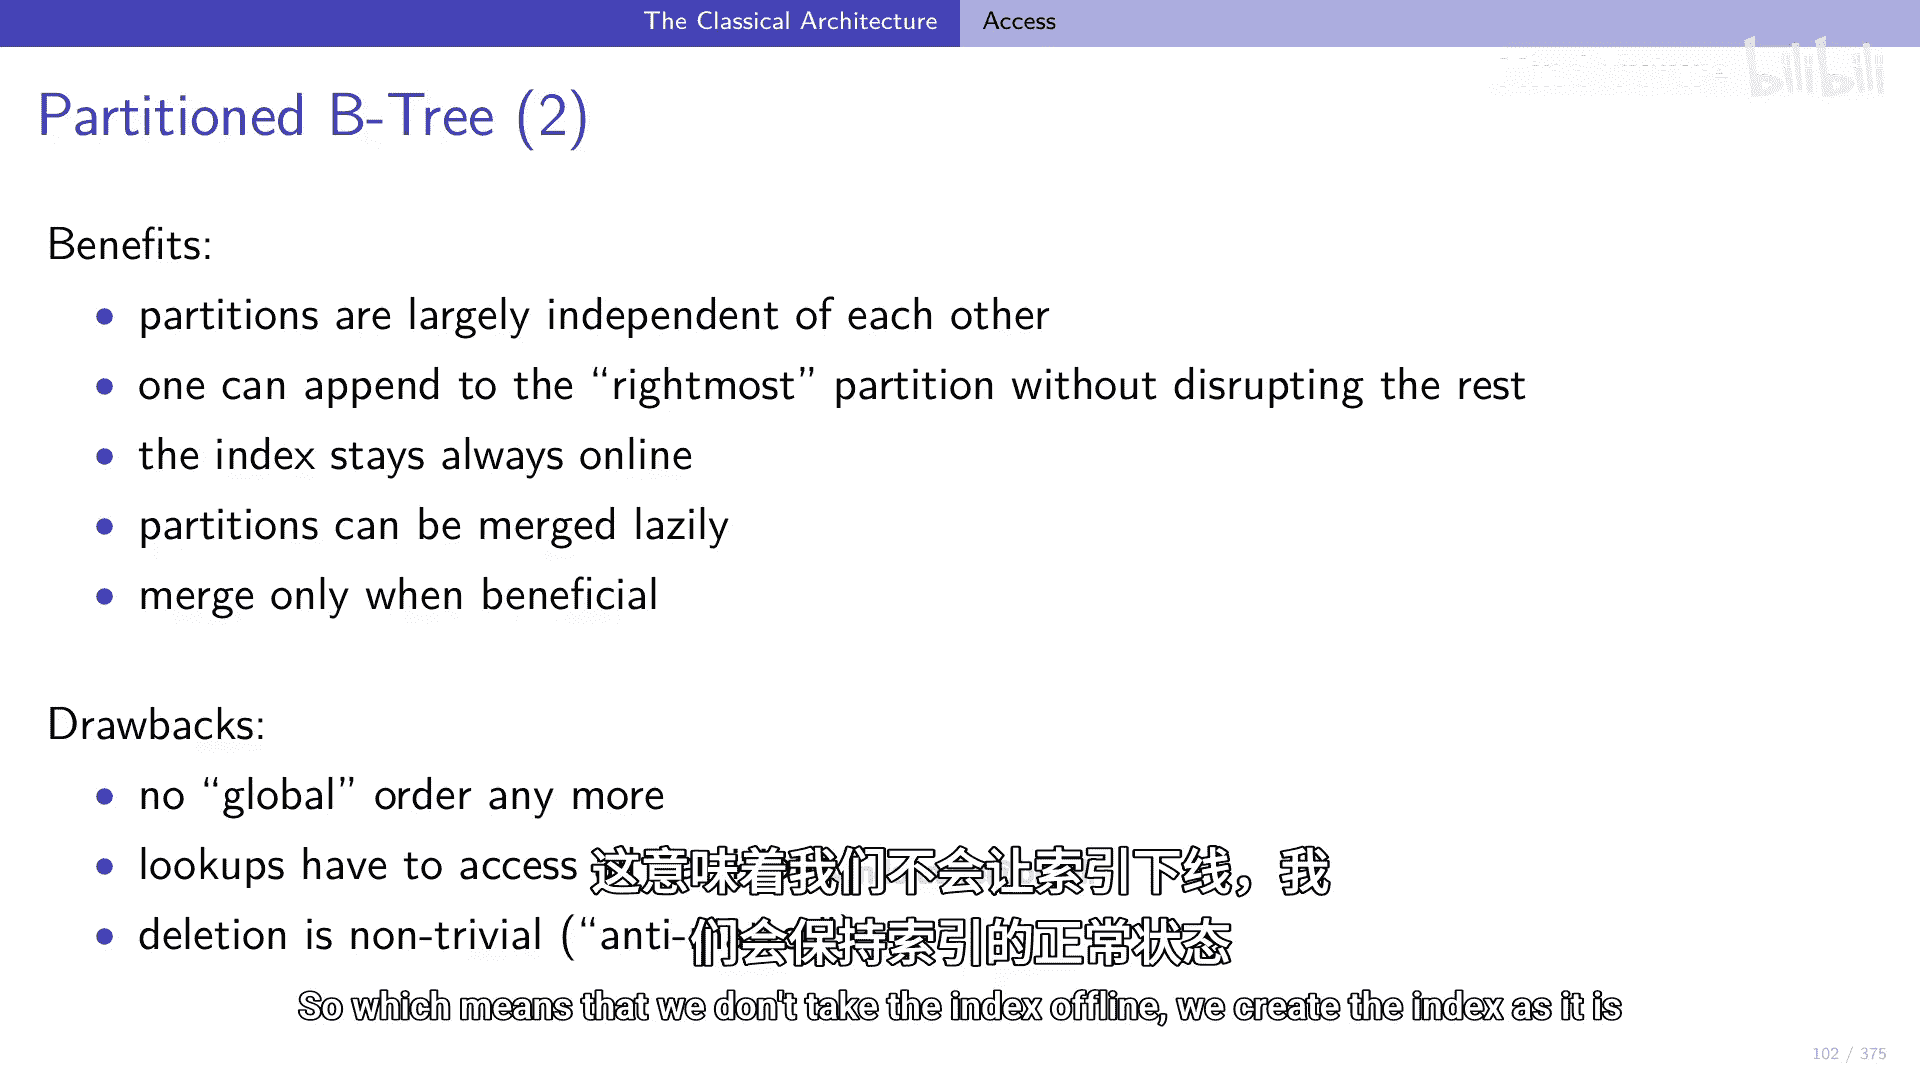 The Classical Architecture Access
bilibili
Partitioned B-Tree (2)
Benefits:
• partitions are largely independent of each other
• one can append to the “rightmost” partition without disrupting the rest
• the index stays always online
• partitions can be merged lazily
• merge only when beneficial
Drawbacks:
• no “global” order any more
• lookups have to access
这意味着我们不会让索引下线，我
• deletion is non-trivial (“anti-
们会保持索引的正常状态
So which means that we don't take the index offline, we create the index as it is
102 / 375